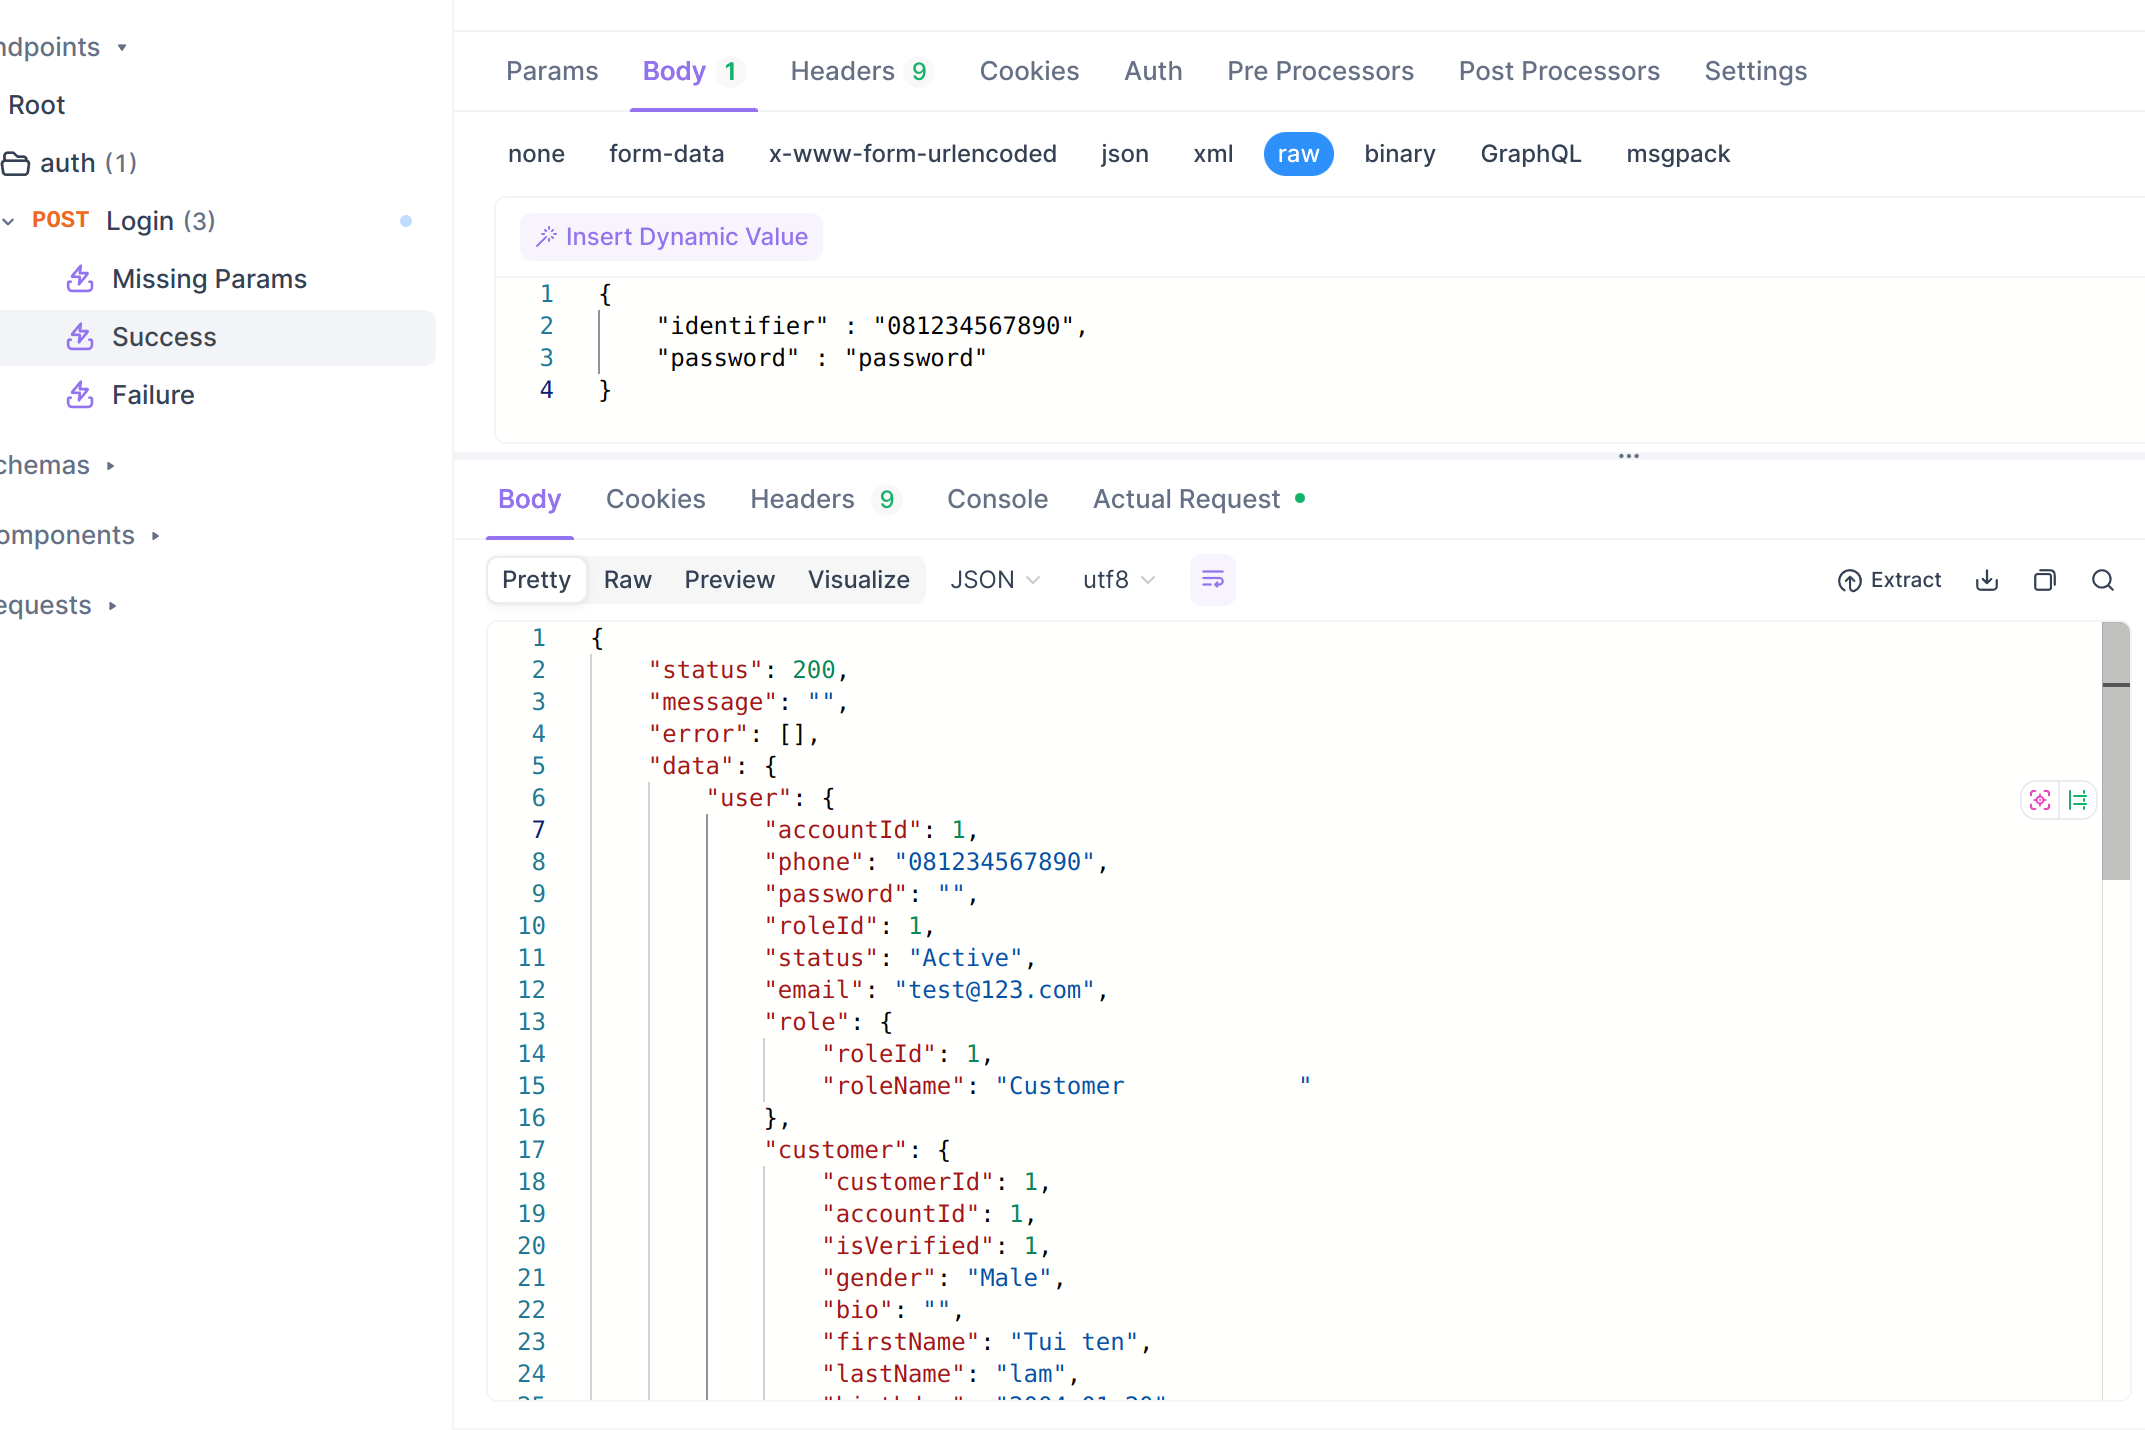 ndpoints
Root
auth (1)
POST Login (3)
Missing Params
Success
Failure
chemas
omponents
equests
Params Body 1 Headers 9 Cookies Auth Pre Processors Post Processors Settings
none form-data x-www-form-urlencoded json xml raw binary GraphQL msgpack
Insert Dynamic Value
1 {
2 "identifier" : "081234567890",
3 "password" : "password"
4 }
Body Cookies Headers 9 Console Actual Request
Pretty Raw Preview Visualize JSON utf8 Extract
1 {
2 "status": 200,
3 "message": "",
4 "error": [],
5 "data": {
6 "user": {
7 "accountId": 1,
8 "phone": "081234567890",
9 "password": "",
10 "roleId": 1,
11 "status": "Active",
12 "email": "test@123.com",
13 "role": {
14 "roleId": 1,
15 "roleName": "Customer            "
16 },
17 "customer": {
18 "customerId": 1,
19 "accountId": 1,
20 "isVerified": 1,
21 "gender": "Male",
22 "bio": "",
23 "firstName": "Tui ten",
24 "lastName": "lam",